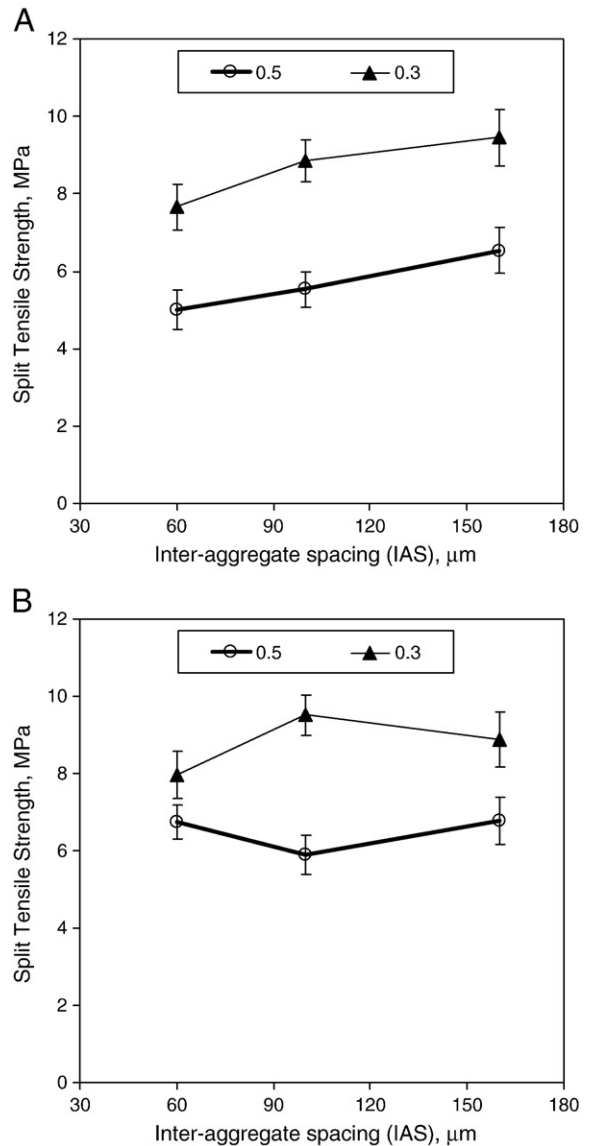 A
12
0.5 0.3
10
8
6
4
2
0
Split Tensile Strength, MPa
30 60 90 120 150 180
Inter-aggregate spacing (IAS), μm
B
12
0.5 0.3
10
8
6
4
2
0
Split Tensile Strength, MPa
30 60 90 120 150 180
Inter-aggregate spacing (IAS), μm